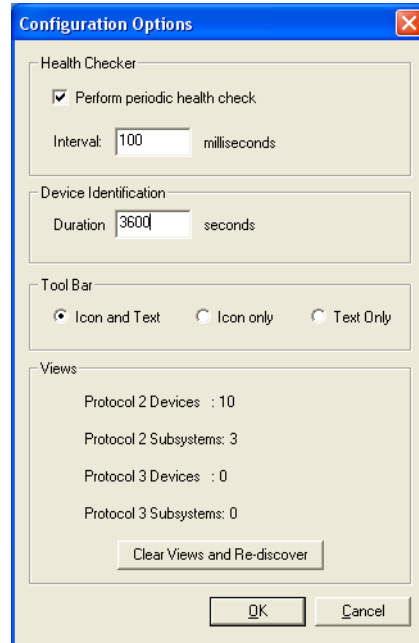 Configuration Options
Health Checker
Perform periodic health check
Interval: 100 milliseconds
Device Identification
Duration 3600 seconds
Tool Bar
Icon and Text Icon only Text Only
Views
Protocol 2 Devices : 10
Protocol 2 Subsystems: 3
Protocol 3 Devices : 0
Protocol 3 Subsystems: 0
Clear Views and Re-discover
OK Cancel